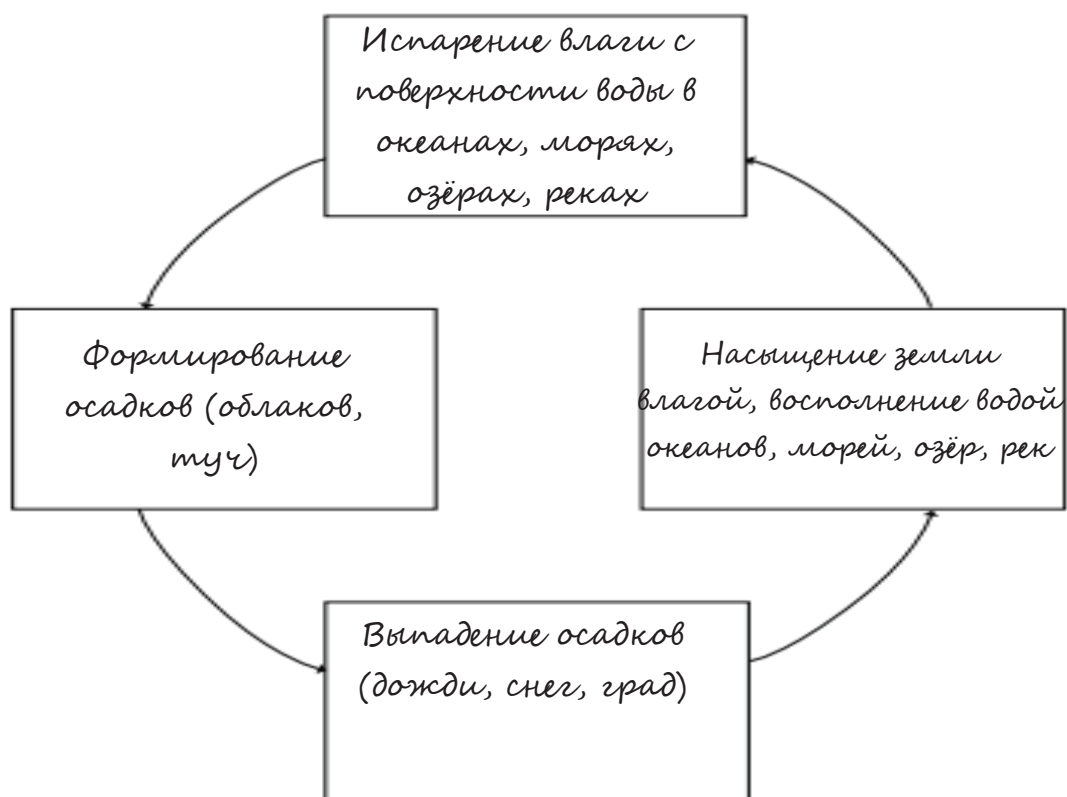 Испарение влаги с
поверхности воды в
океанах, морях,
озёрах, реках
Формирование
осадков (облаков,
туч)
Насыщение земли
влагой, восполнение водой
океанов, морей, озёр, рек
Выпадение осадков
(дожди, снег, град)